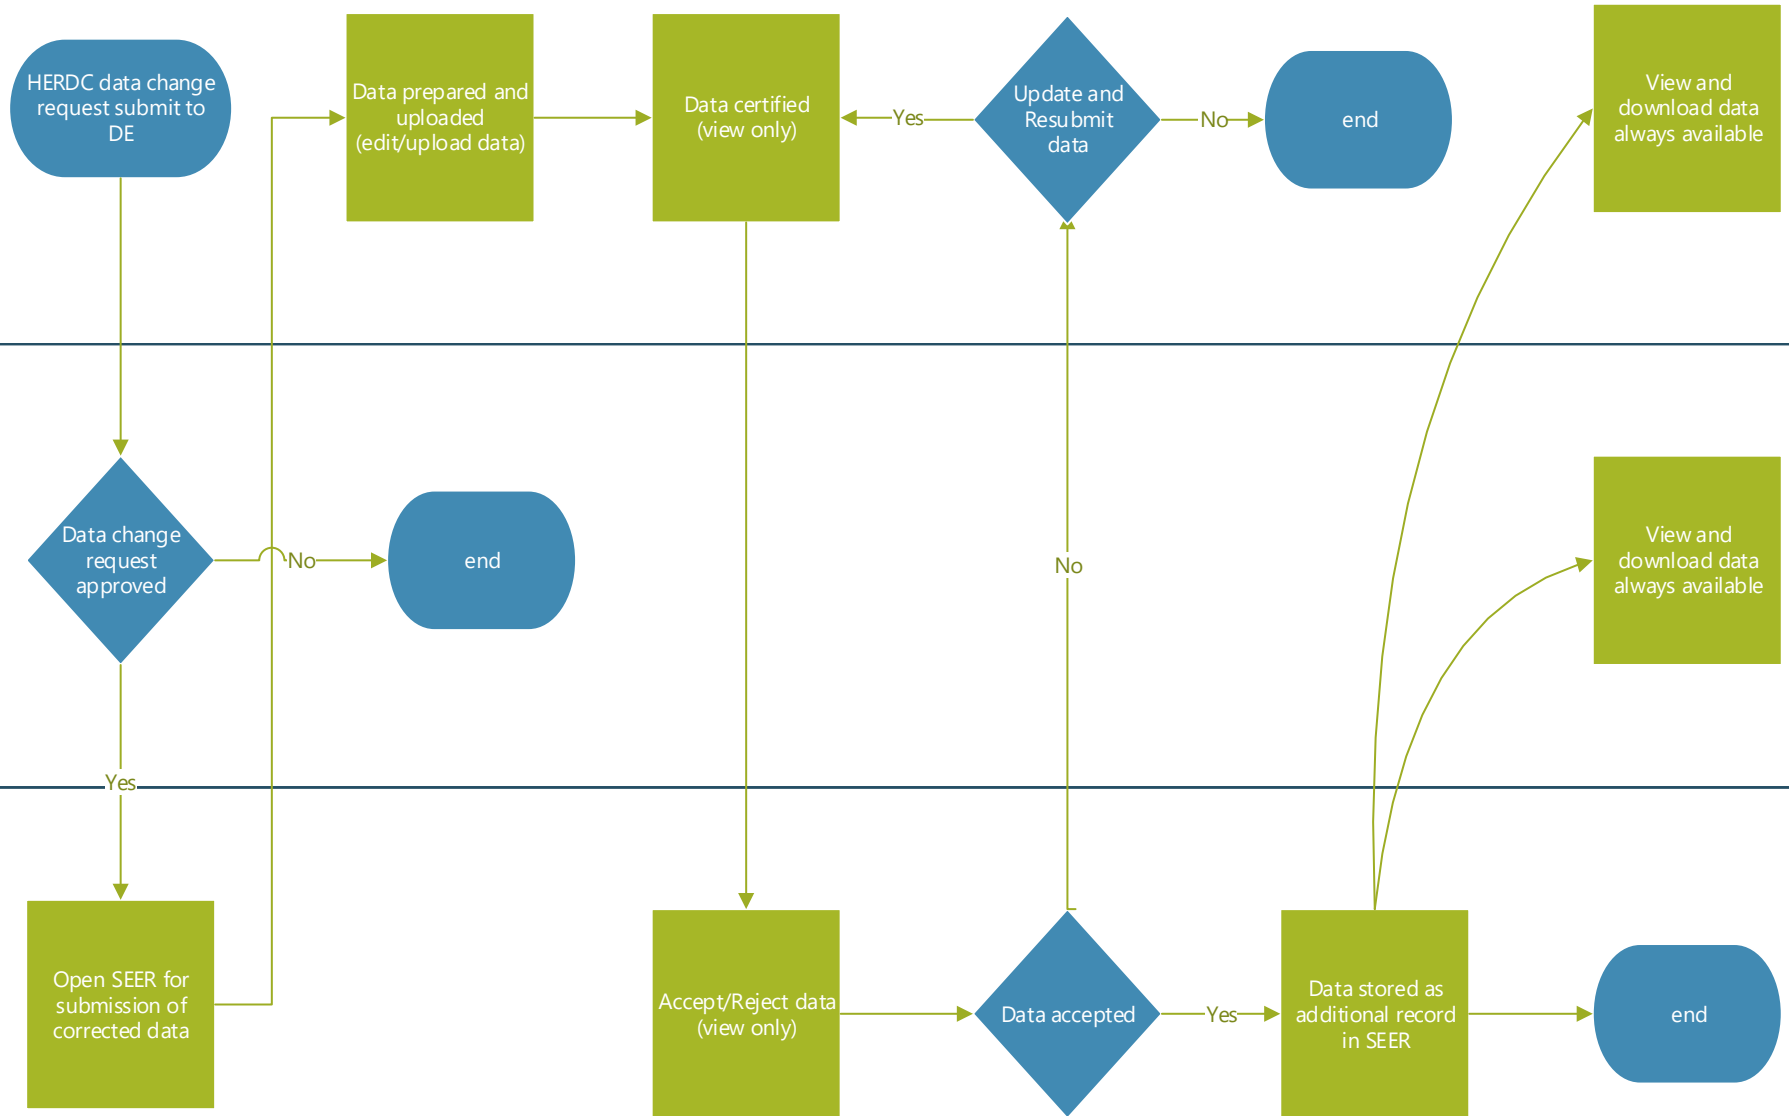 HERDC data change
request submit to
DE
Data prepared and
uploaded
(edit/upload data)
Data certified
(view only)
Yes
Update and
Resubmit
data
No
end
View and
download data
always available
Data change
request
approved
No
end
No
View and
download data
always available
Yes
Open SEER for
submission of
corrected data
Accept/Reject data
(view only)
Data accepted
Yes
Data stored as
additional record
in SEER
end